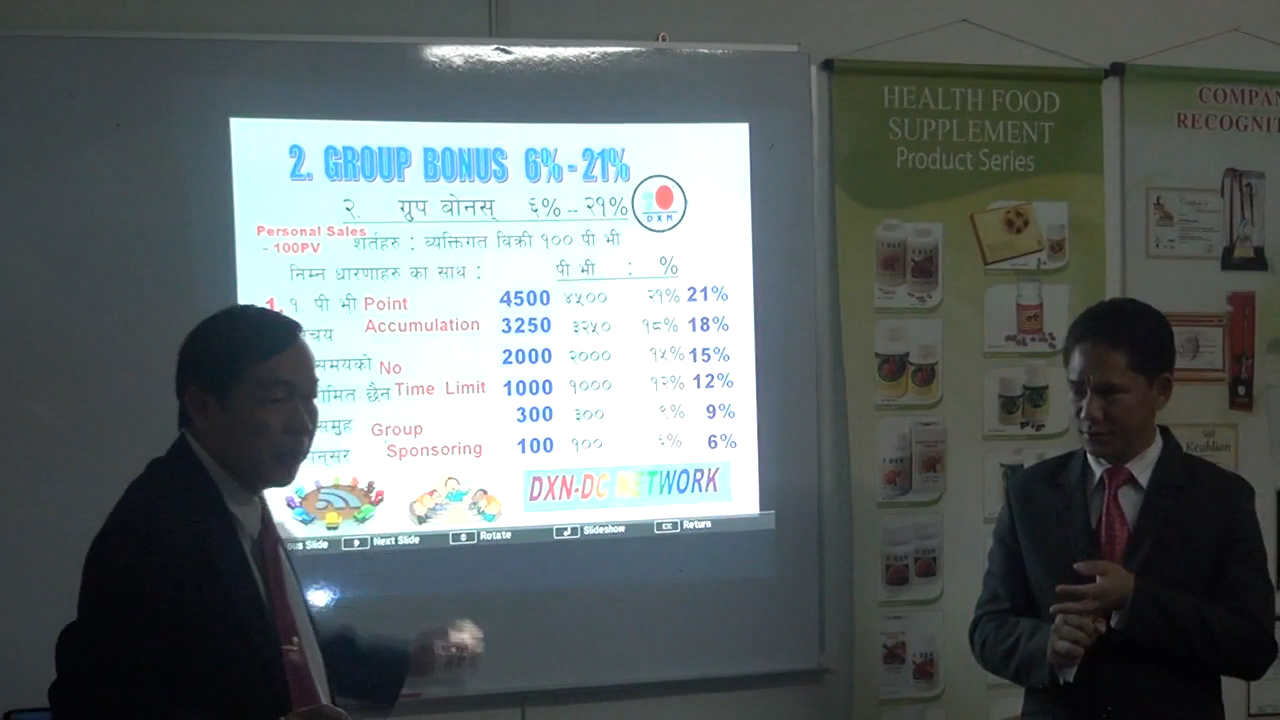 2. GROUP BONUS 6% - 21%
२. ग्रुप बोनस् ६% – २१%
DXN
Personal Sales
- 100PV
शर्तहरु : व्यक्तिगत बिक्री १०० पी भी
निम्न धारणाहरु का साथ : पी भी : %
1. १ पी भी Point 4500 ४५०० २१% 21%
Accumulation 3250 ३२५० १८% 18%
समयको No 2000 २००० १५% 15%
छैन Time Limit 1000 १००० १२% 12%
Group 300 ३०० ९% 9%
Sponsoring 100 १०० ६% 6%
DXN-DC NETWORK
Slide Next Slide Rotate Slideshow Return
HEALTH FOOD
SUPPLEMENT
Product Series